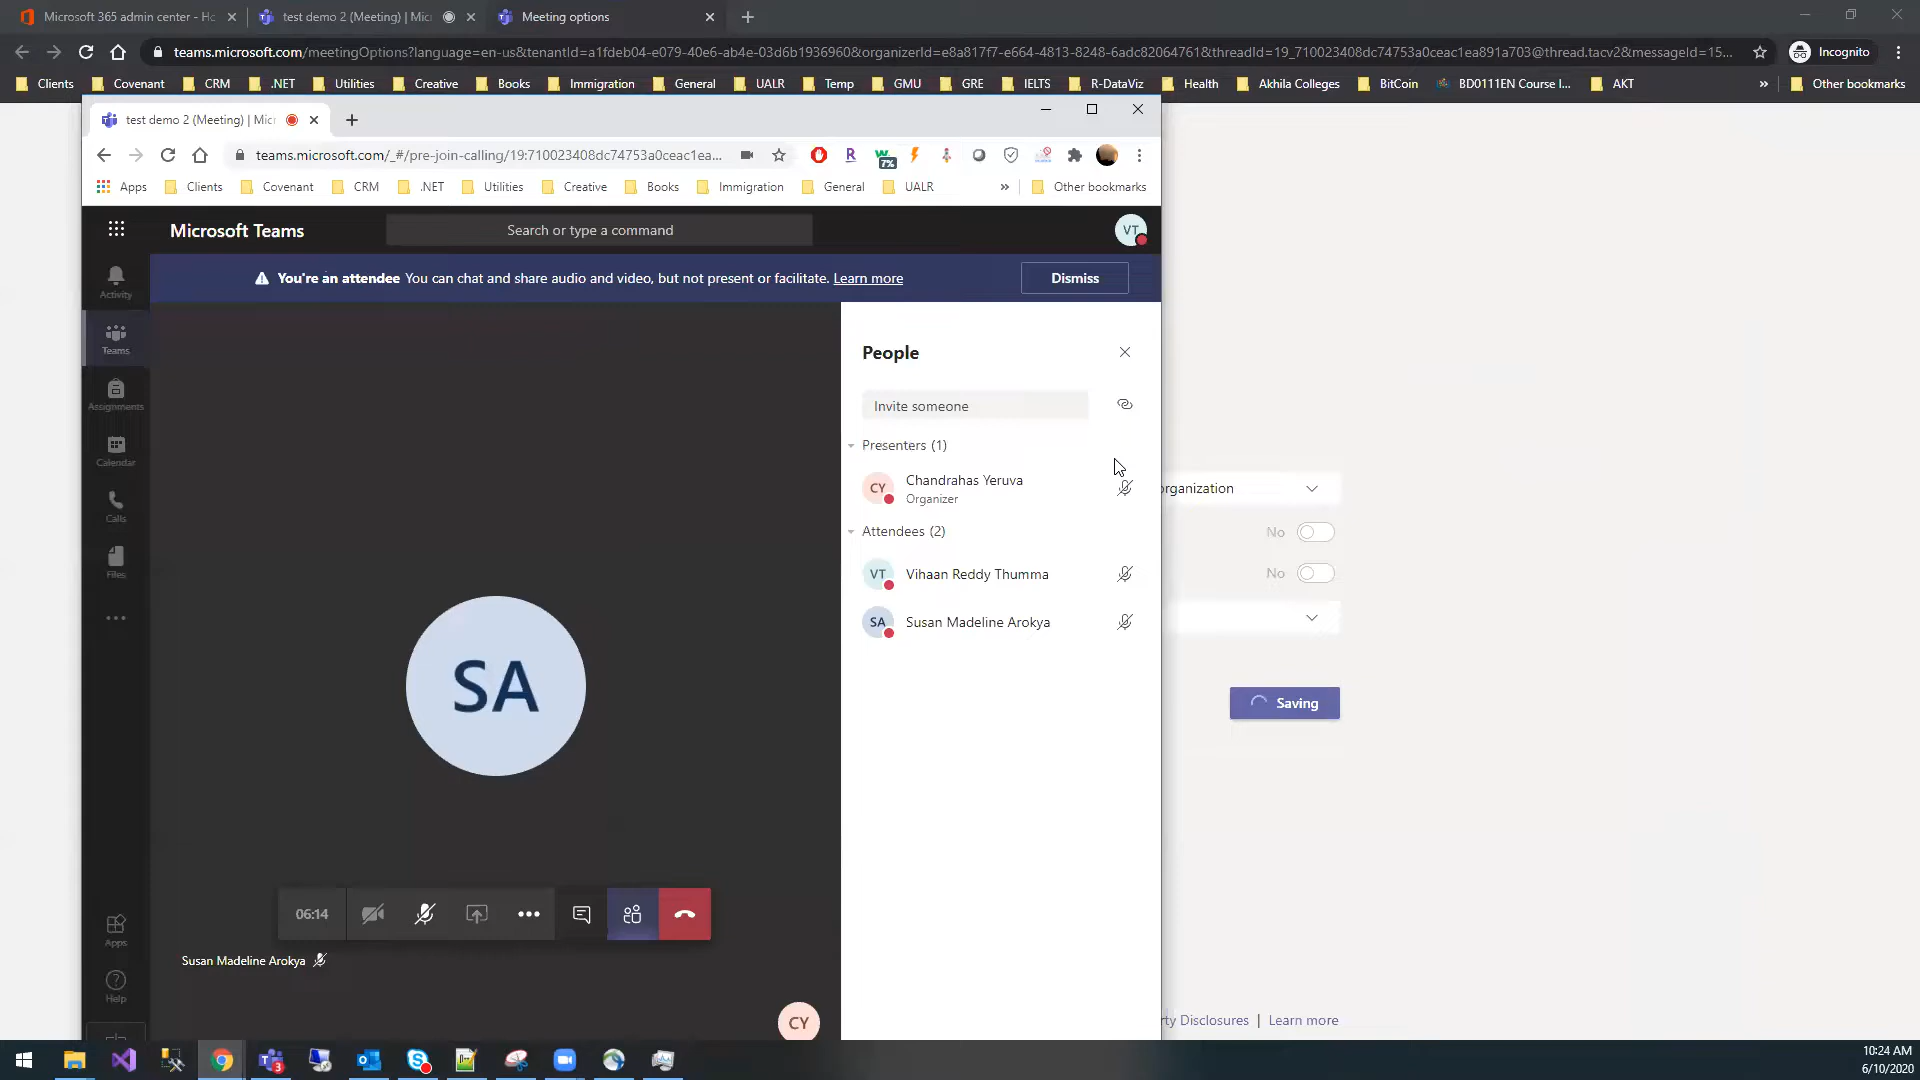 Microsoft 365 admin center - Ho
test demo 2 (Meeting) | Mic
Meeting options
teams.microsoft.com/meetingOptions?language=en-us&tenantId=a1fdeb04-e079-40e6-ab4e-03d6b1936960&organizerId=e8a817f7-e664-4813-8248-6adc82064761&threadId=19_710023408dc74753a0ceac1ea891a703@thread.tacv2&messageId=15...
Incognito
Clients
Covenant
CRM
.NET
Utilities
Creative
Books
Immigration
General
UALR
Temp
GMU
GRE
IELTS
R-DataViz
Health
Akhila Colleges
BitCoin
BD0111EN Course I...
AKT
»
Other bookmarks
test demo 2 (Meeting) | Micr
teams.microsoft.com/_#/pre-join-calling/19:710023408dc74753a0ceac1ea...
7%
Apps
Clients
Covenant
CRM
.NET
Utilities
Creative
Books
Immigration
General
UALR
»
Other bookmarks
Microsoft Teams
Search or type a command
VT
You're an attendee You can chat and share audio and video, but not present or facilitate. Learn more
Dismiss
Activity
Teams
Assignments
Calendar
Calls
Files
Apps
Help
SA
06:14
Susan Madeline Arokya
CY
People
Invite someone
Presenters (1)
CY
Chandrahas Yeruva
Organizer
Attendees (2)
VT
Vihaan Reddy Thumma
SA
Susan Madeline Arokya
organization
No
No
Saving
rty Disclosures | Learn more
3
10:24 AM
6/10/2020